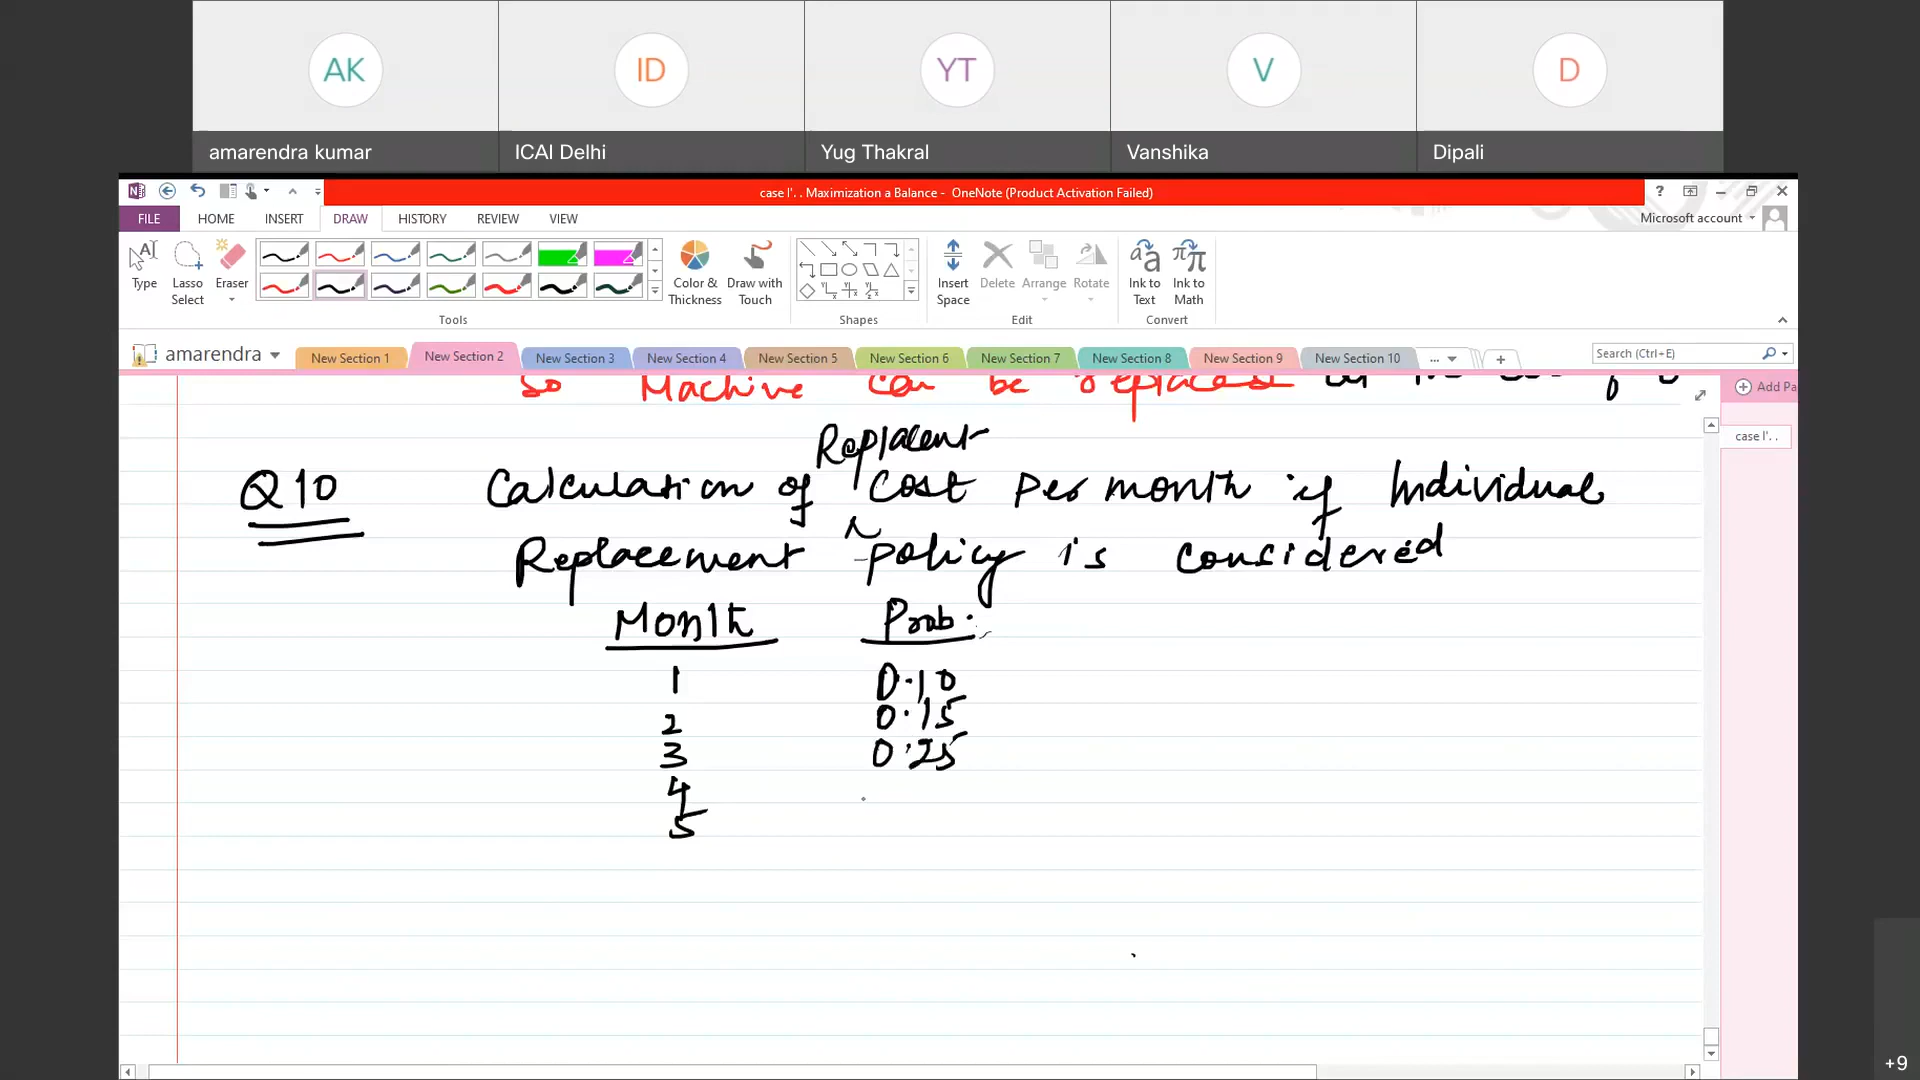 AK
ID
YT
V
D
amarendra kumar
ICAI Delhi
Yug Thakral
Vanshika
Dipali
case I'. . Maximization a Balance - OneNote (Product Activation Failed)
?
FILE HOME INSERT DRAW HISTORY REVIEW VIEW
Microsoft account
Type
Lasso Select
Eraser
Color & Thickness
Draw with Touch
Insert Space
Delete
Arrange
Rotate
Ink to Text
Ink to Math
Tools
Shapes
Edit
Convert
amarendra
New Section 1
New Section 2
New Section 3
New Section 4
New Section 5
New Section 6
New Section 7
New Section 8
New Section 9
New Section 10
...
Search (Ctrl+E)
Add Pa
case I'. .
So Machine can be replaced
Q10
Calculation of cost per month if Individual
Replacement policy is considered
Month Prob.
1 0.10
2 0.15
3 0.25
4
5
+9